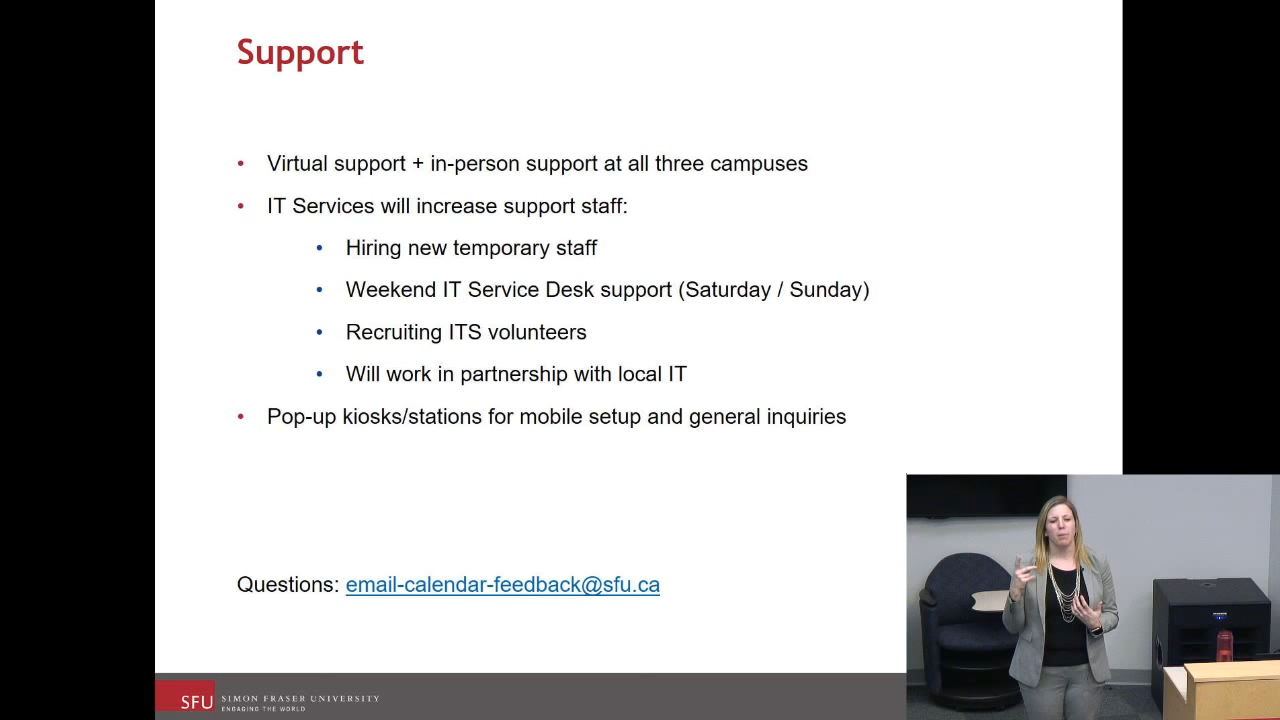 Support
• Virtual support + in-person support at all three campuses
• IT Services will increase support staff:
• Hiring new temporary staff
• Weekend IT Service Desk support (Saturday / Sunday)
• Recruiting ITS volunteers
• Will work in partnership with local IT
• Pop-up kiosks/stations for mobile setup and general inquiries
Questions: email-calendar-feedback@sfu.ca
SFU SIMON FRASER UNIVERSITY
ENGAGING THE WORLD